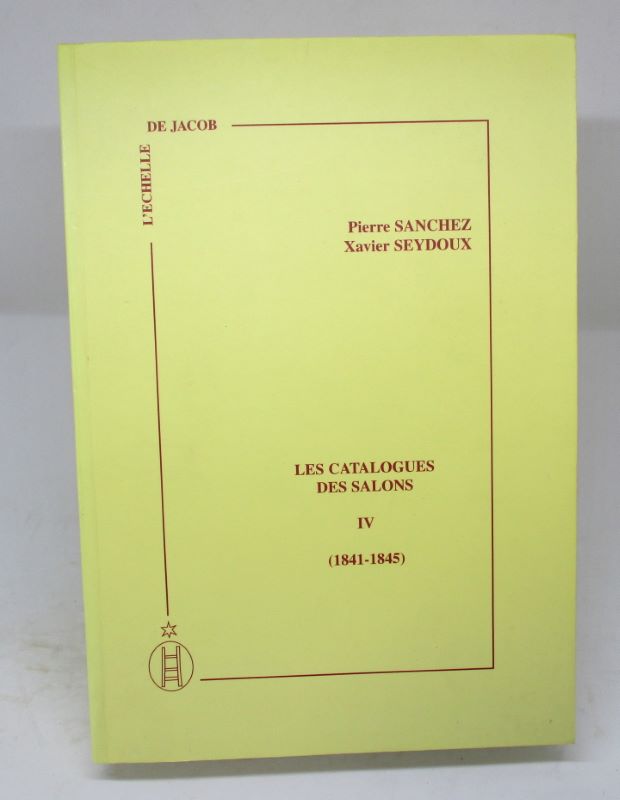 L'ECHELLE
DE JACOB
Pierre SANCHEZ
Xavier SEYDOUX
LES CATALOGUES
DES SALONS
IV
(1841-1845)